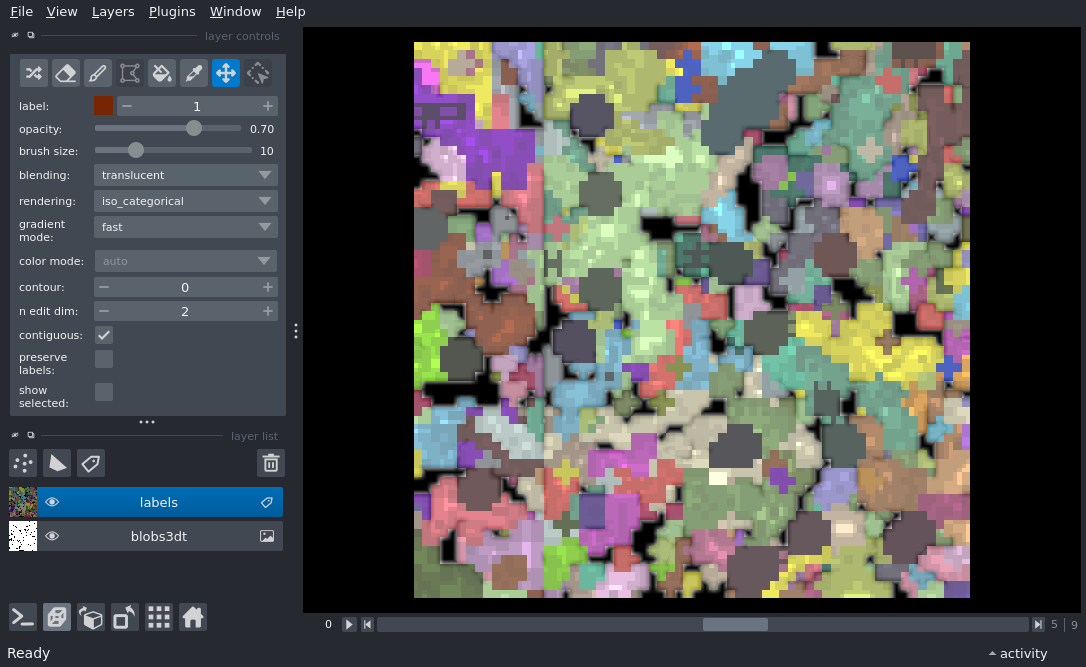 File View Layers Plugins Window Help
layer controls
label: 1
opacity: 0.70
brush size: 10
blending: translucent
rendering: iso_categorical
gradient
mode: fast
color mode: auto
contour: 0
n edit dim: 2
contiguous:
preserve
labels:
show
selected:
layer list
labels
blobs3dt
0 5 | 9
Ready activity